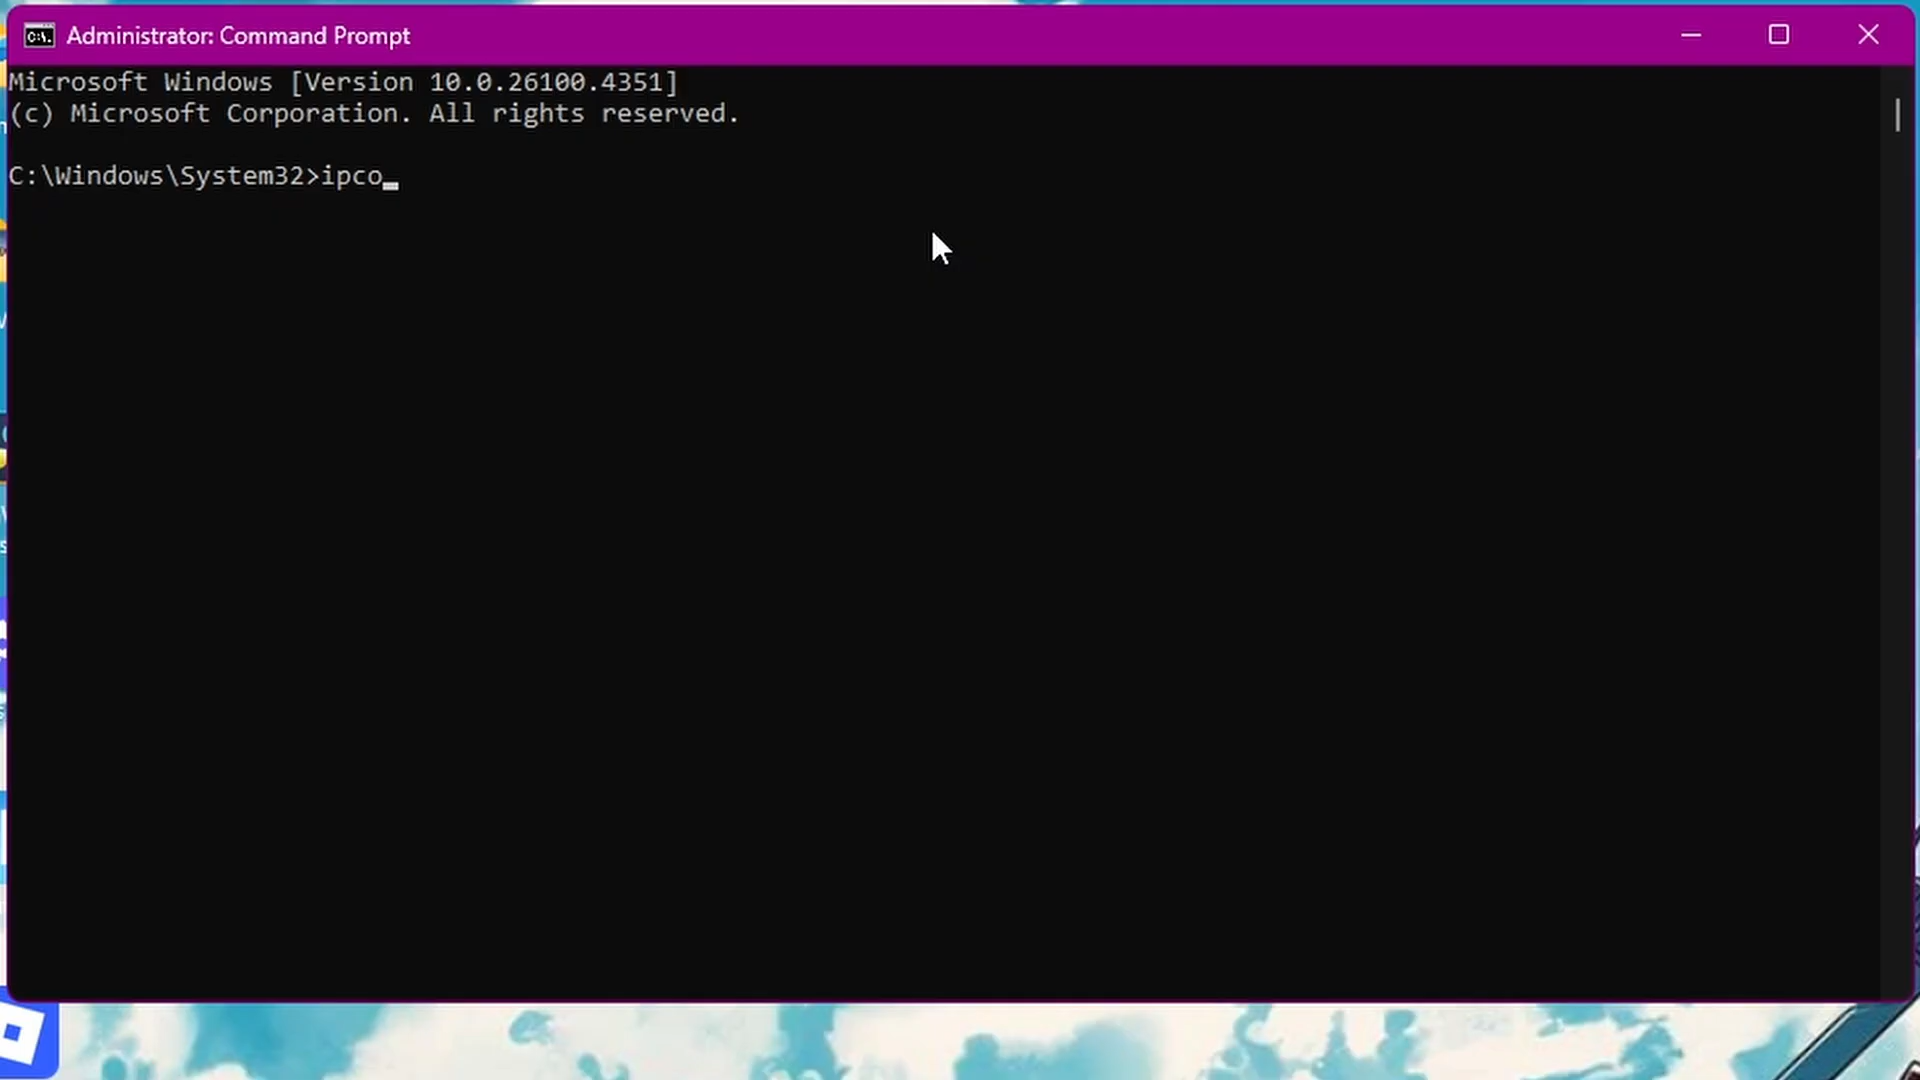 Administrator: Command Prompt
Microsoft Windows [Version 10.0.26100.4351]
(c) Microsoft Corporation. All rights reserved.
C:\Windows\System32>ipco